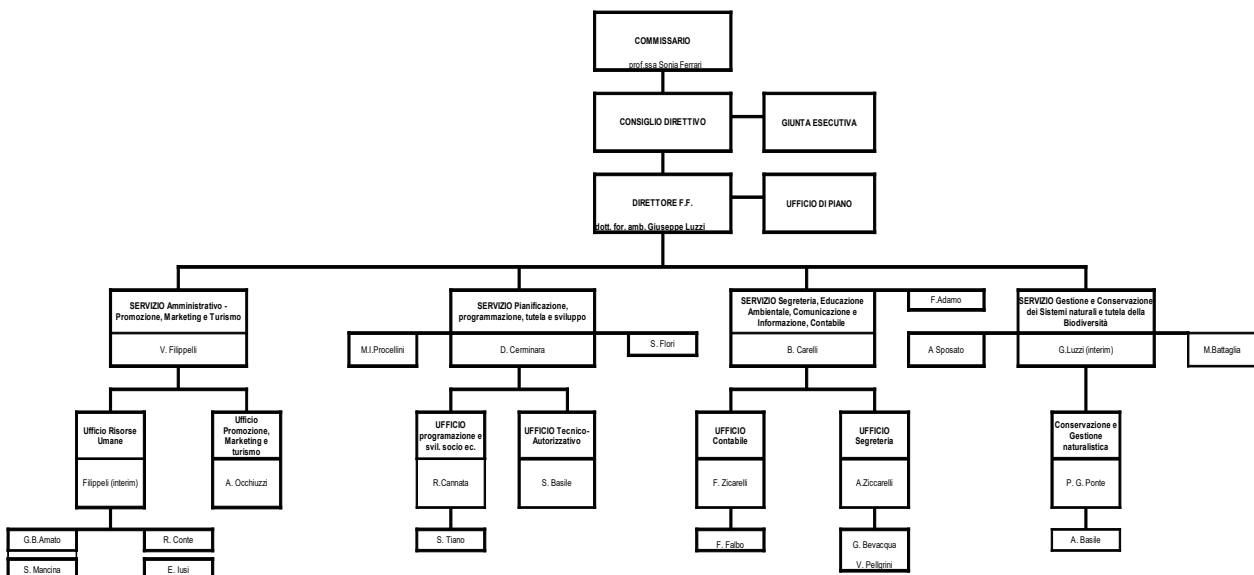 COMMISSARIO
prof.ssa Sonia Ferrari
CONSIGLIO DIRETTIVO
GIUNTA ESECUTIVA
DIRETTORE F.F.
dott. for. amb. Giuseppe Luzzi
UFFICIO DI PIANO
SERVIZIO Amministrativo -
Promozione, Marketing e Turismo
V. Filippelli
SERVIZIO Pianificazione,
programmazione, tutela e sviluppo
M.I.Procellini
D. Cerminara
S. Flori
SERVIZIO Segreteria, Educazione
Ambientale, Comunicazione e
Informazione, Contabile
B. Carelli
F.Adamo
SERVIZIO Gestione e Conservazione
dei Sistemi naturali e tutela della
Biodiversità
A Sposato
G.Luzzi (interim)
M.Battaglia
Ufficio Risorse
Umane
Filippeli (interim)
Ufficio
Promozione,
Marketing e
turismo
A. Occhiuzzi
UFFICIO
programazione e
svil. socio ec.
R.Cannata
UFFICIO Tecnico-
Autorizzativo
S. Basile
UFFICIO
Contabile
F. Zicarelli
UFFICIO
Segreteria
A.Ziccarelli
Conservazione e
Gestione
naturalistica
P. G. Ponte
G.B.Amato
R. Conte
S. Mancina
E. Iusi
S. Tiano
F. Falbo
G. Bevacqua
V. Pellgrini
A. Basile